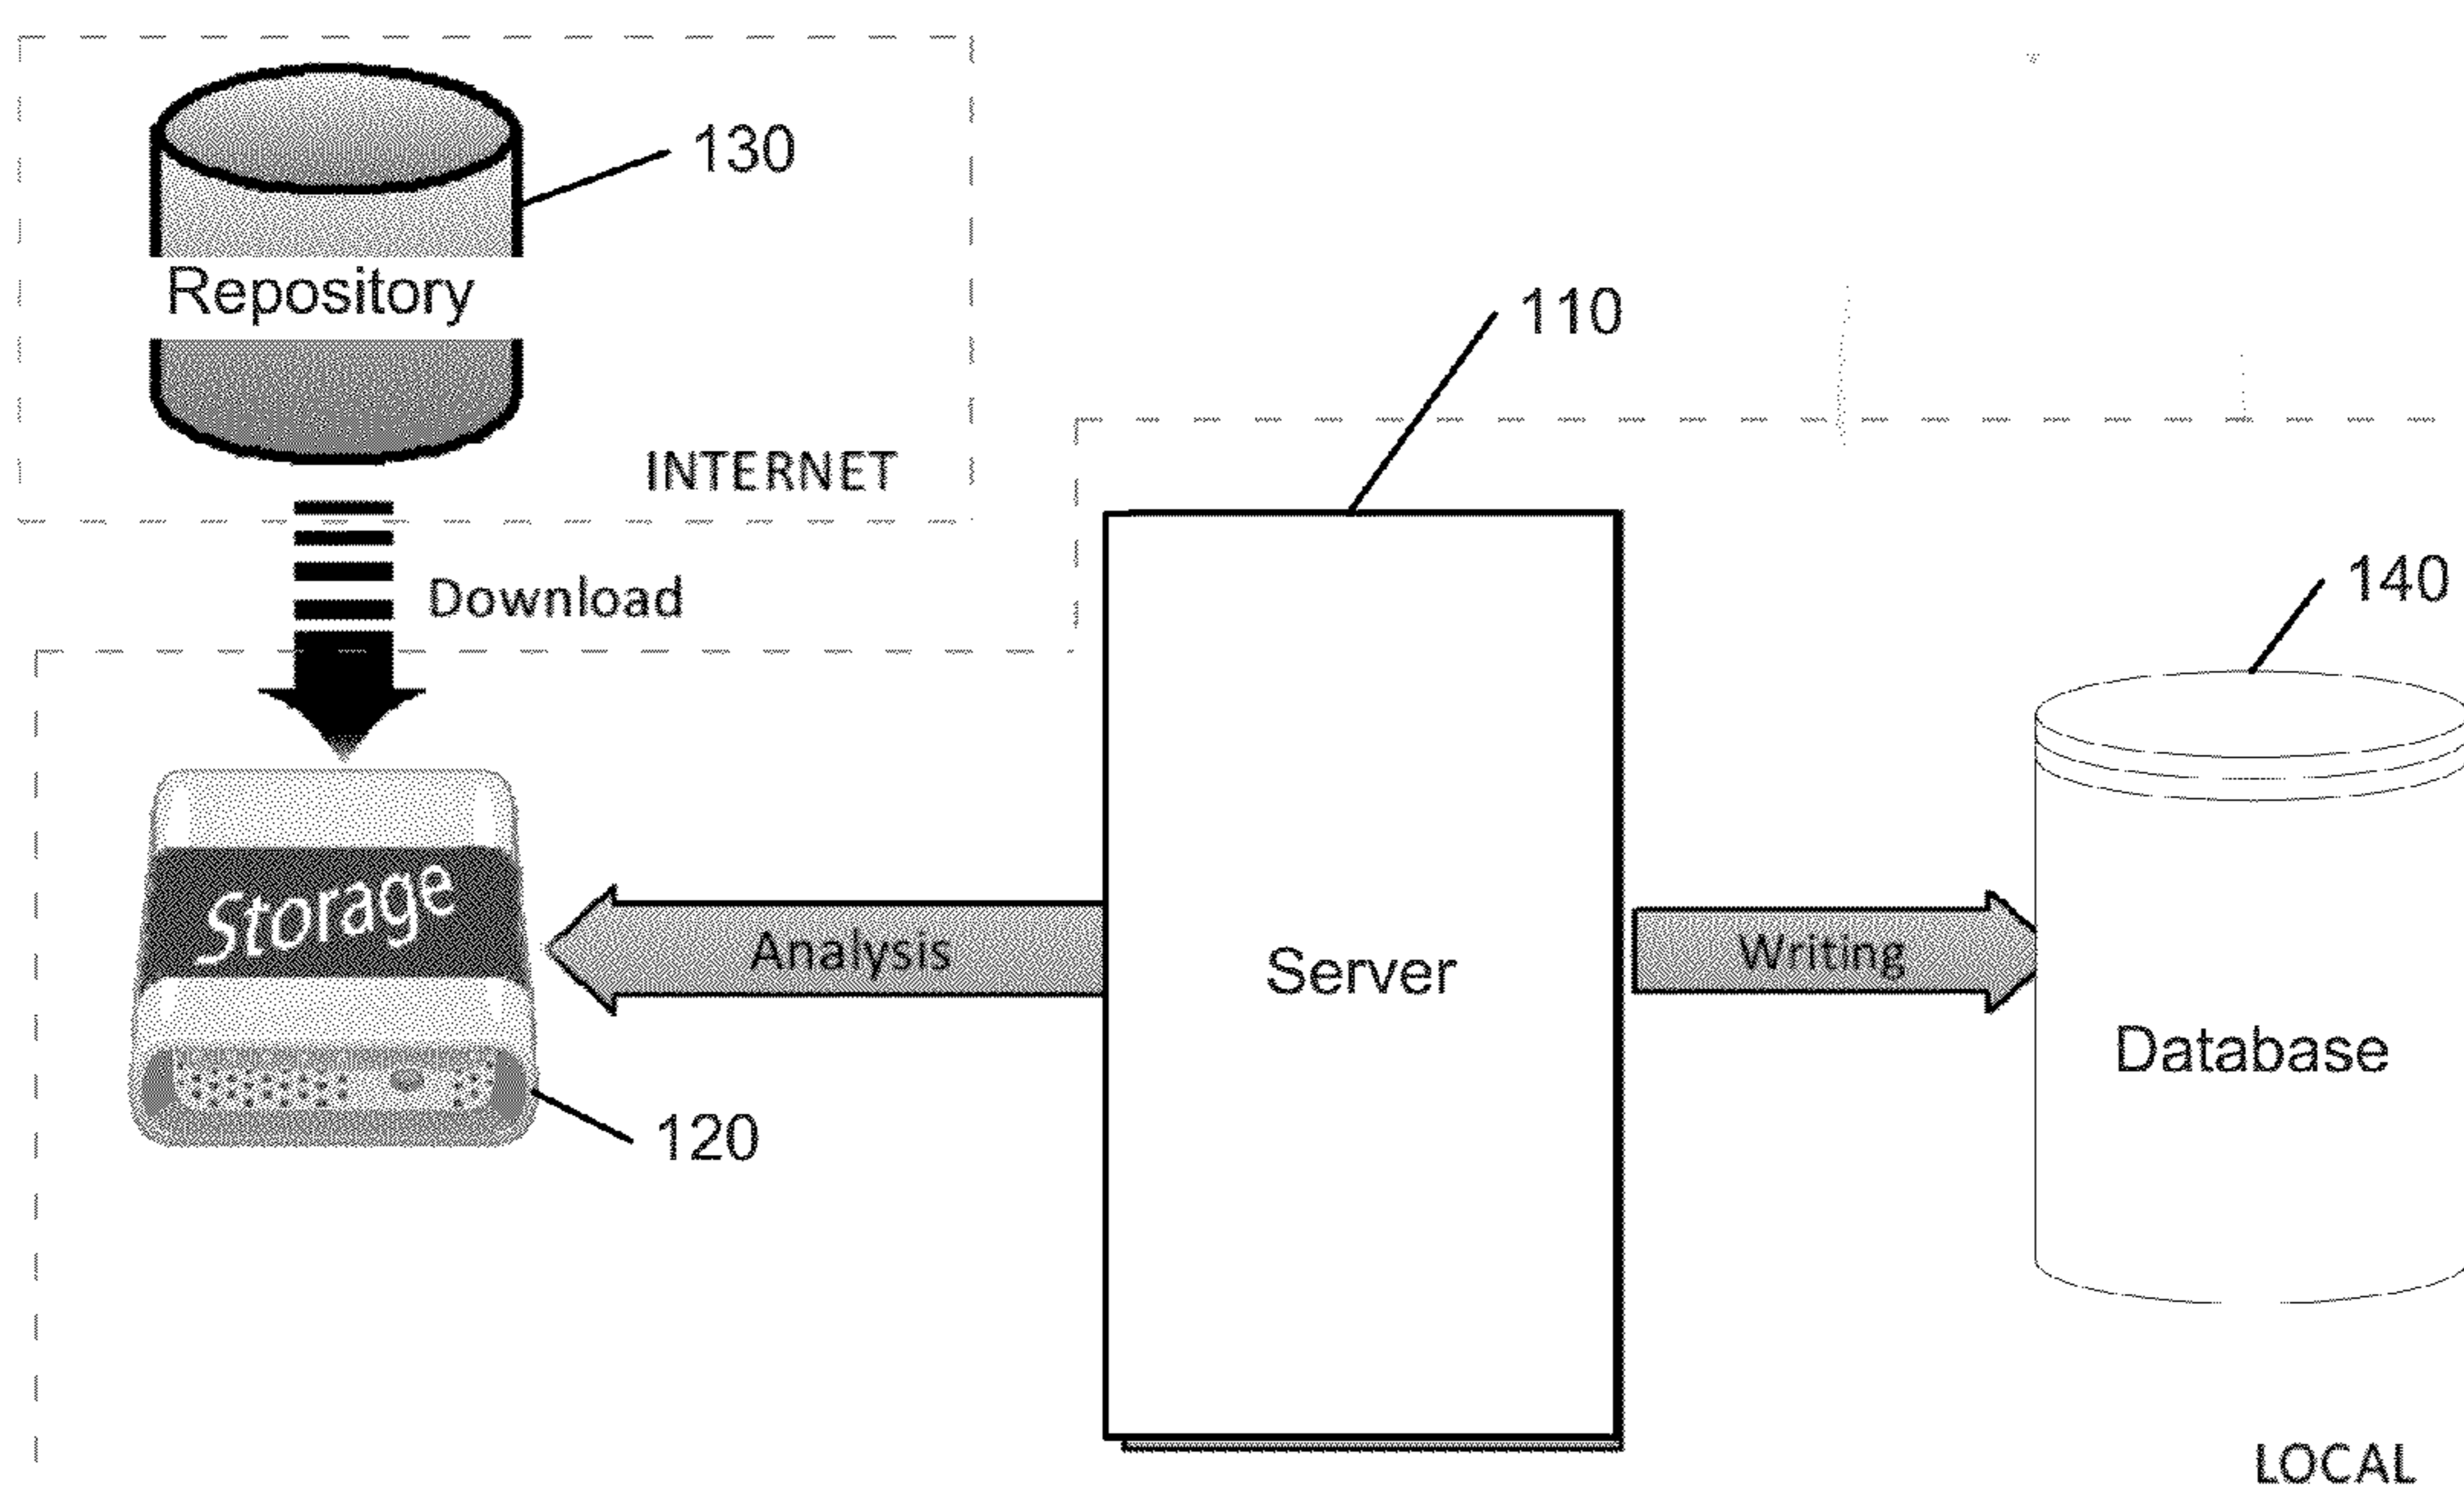 130
Repository
110
INTERNET
140
Download
Storage
Analysis
Server
Writing
Database
120
LOCAL